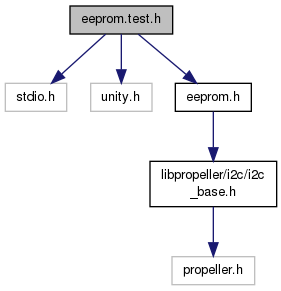 eeprom.test.h
stdio.h
unity.h
eeprom.h
libpropeller/i2c/i2c
_base.h
propeller.h